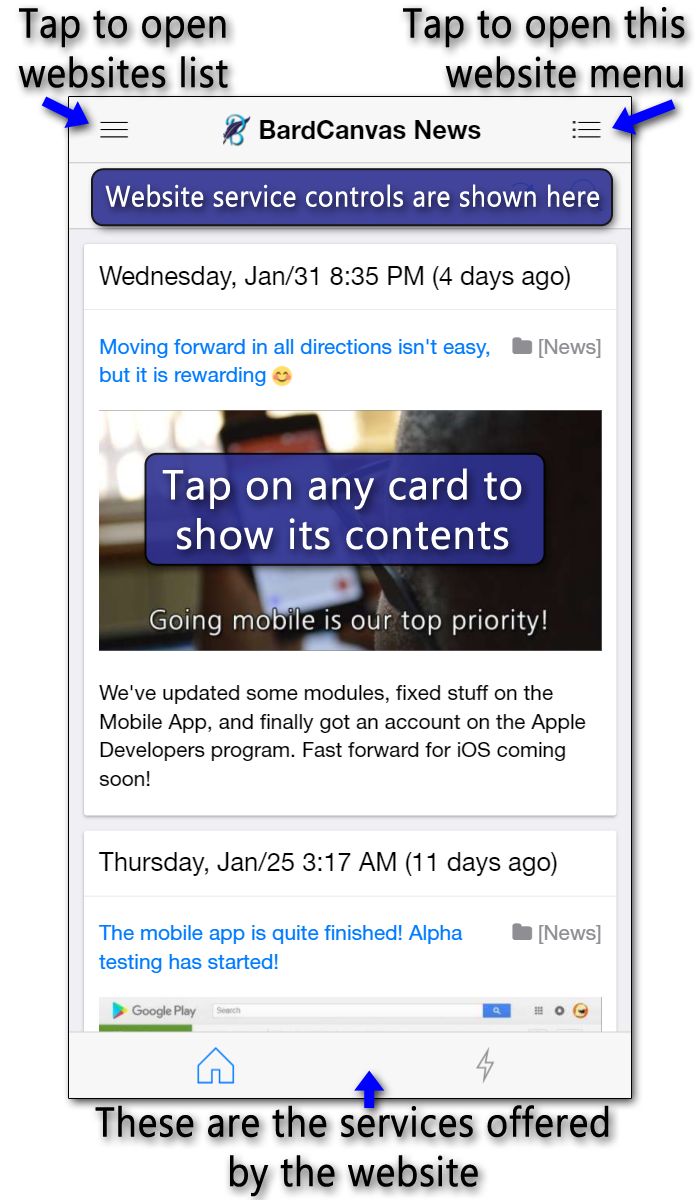 Tap to open
websites list
Tap to open this
website menu
BardCanvas News
Website service controls are shown here
Wednesday, Jan/31 8:35 PM (4 days ago)
Moving forward in all directions isn't easy,
but it is rewarding 😊
[News]
Tap on any card to
show its contents
Going mobile is our top priority!
We've updated some modules, fixed stuff on the
Mobile App, and finally got an account on the Apple
Developers program. Fast forward for iOS coming
soon!
Thursday, Jan/25 3:17 AM (11 days ago)
The mobile app is quite finished! Alpha
testing has started!
[News]
Google Play
Search
These are the services offered
by the website